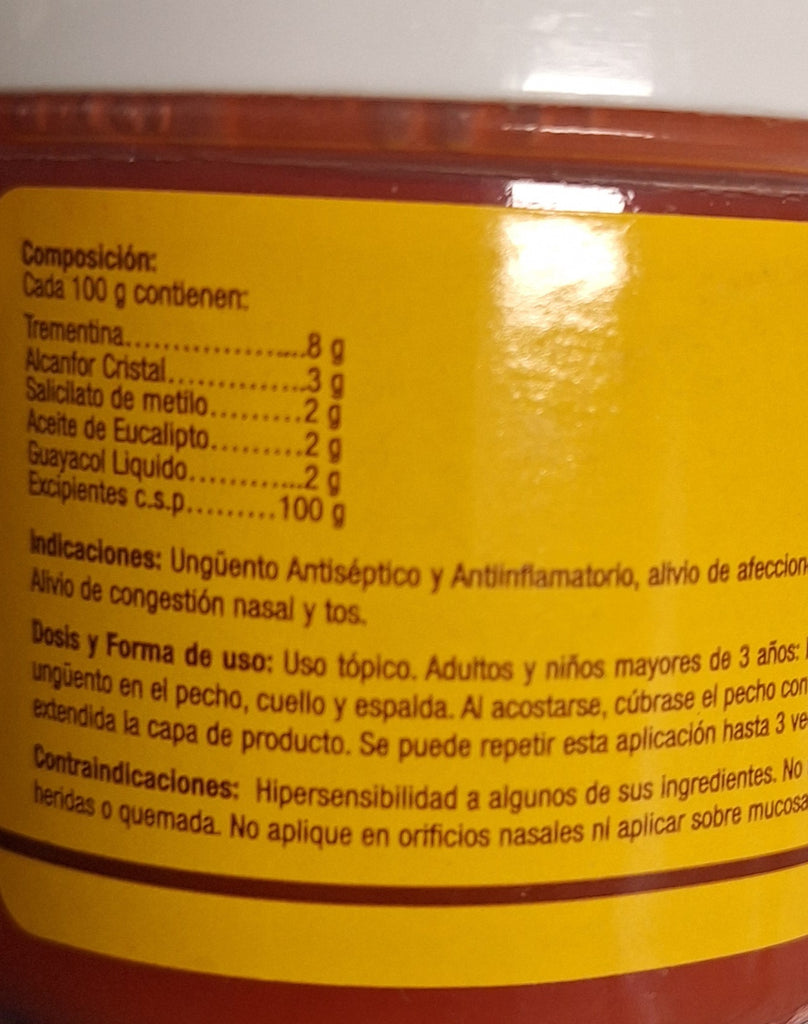 Composición:
Cada 100 g contienen:
Trementina.......................8 g
Alcanfor Cristal................3 g
Salicilato de metilo..........2 g
Aceite de Eucalipto..........2 g
Guayacol Liquido.............2 g
Excipientes c.s.p.........100 g
Indicaciones: Ungüento Antiséptico y Antiinflamatorio, alivio de afeccion
Alivio de congestión nasal y tos.
Dosis y Forma de uso: Uso tópico. Adultos y niños mayores de 3 años:
ungüento en el pecho, cuello y espalda. Al acostarse, cúbrase el pecho con
extendida la capa de producto. Se puede repetir esta aplicación hasta 3 ve
Contraindicaciones: Hipersensibilidad a algunos de sus ingredientes. No
heridas o quemada. No aplique en orificios nasales ni aplicar sobre mucosa